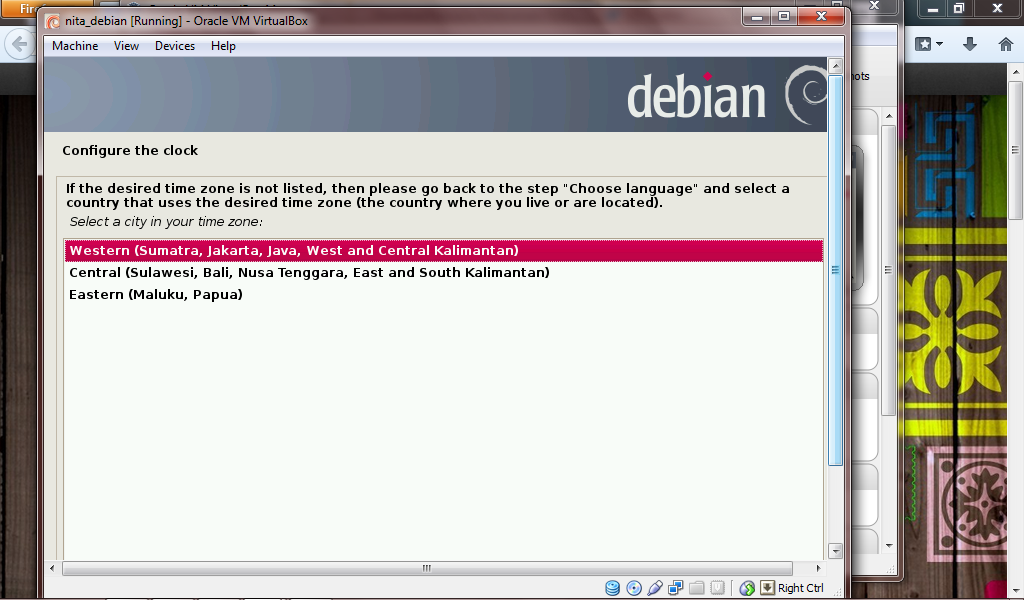 Fir
nita_debian [Running] - Oracle VM VirtualBox
Machine View Devices Help
debian
Configure the clock
If the desired time zone is not listed, then please go back to the step "Choose language" and select a
country that uses the desired time zone (the country where you live or are located).
Select a city in your time zone:
Western (Sumatra, Jakarta, Java, West and Central Kalimantan)
Central (Sulawesi, Bali, Nusa Tenggara, East and South Kalimantan)
Eastern (Maluku, Papua)
Right Ctrl